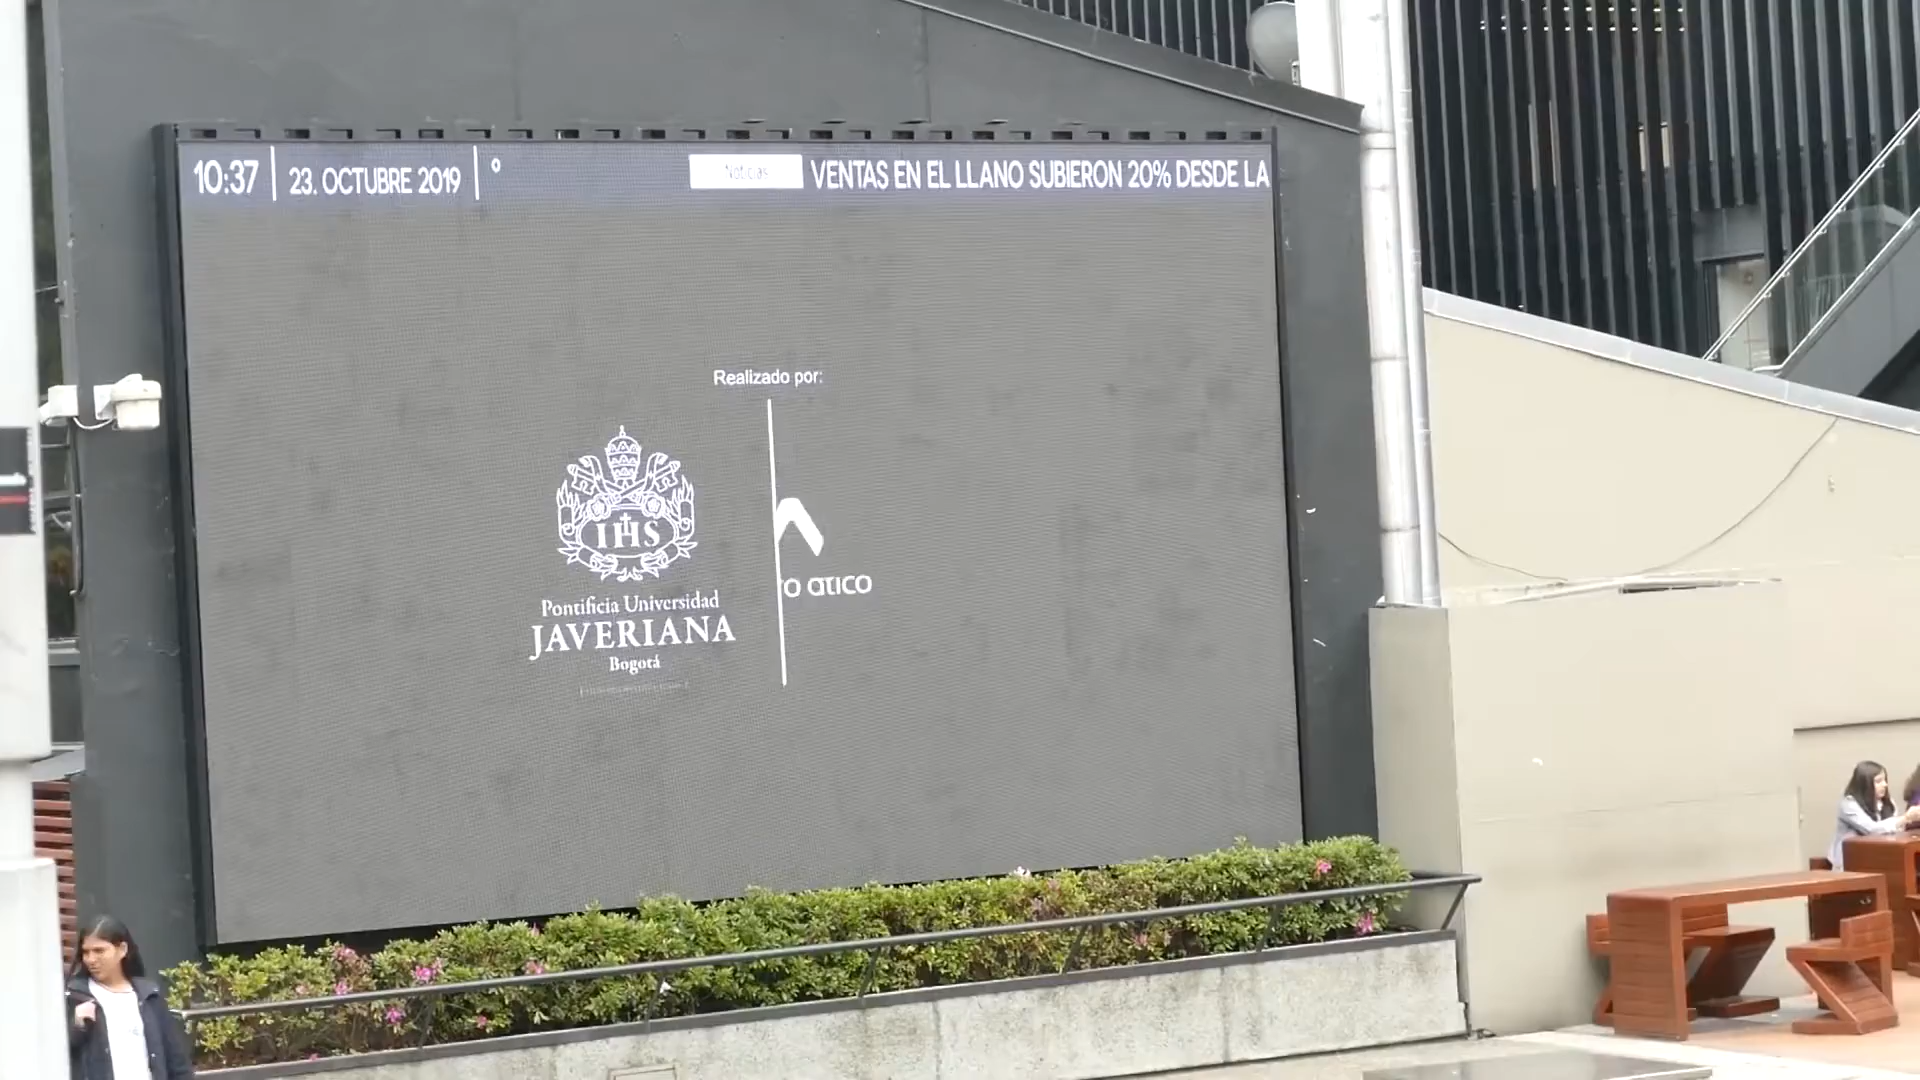 10:37 23. OCTUBRE 2019 ° Noticias VENTAS EN EL LLANO SUBIERON 20% DESDE LA
Realizado por:
IHS
Pontificia Universidad
JAVERIANA
Bogotá
ro atico